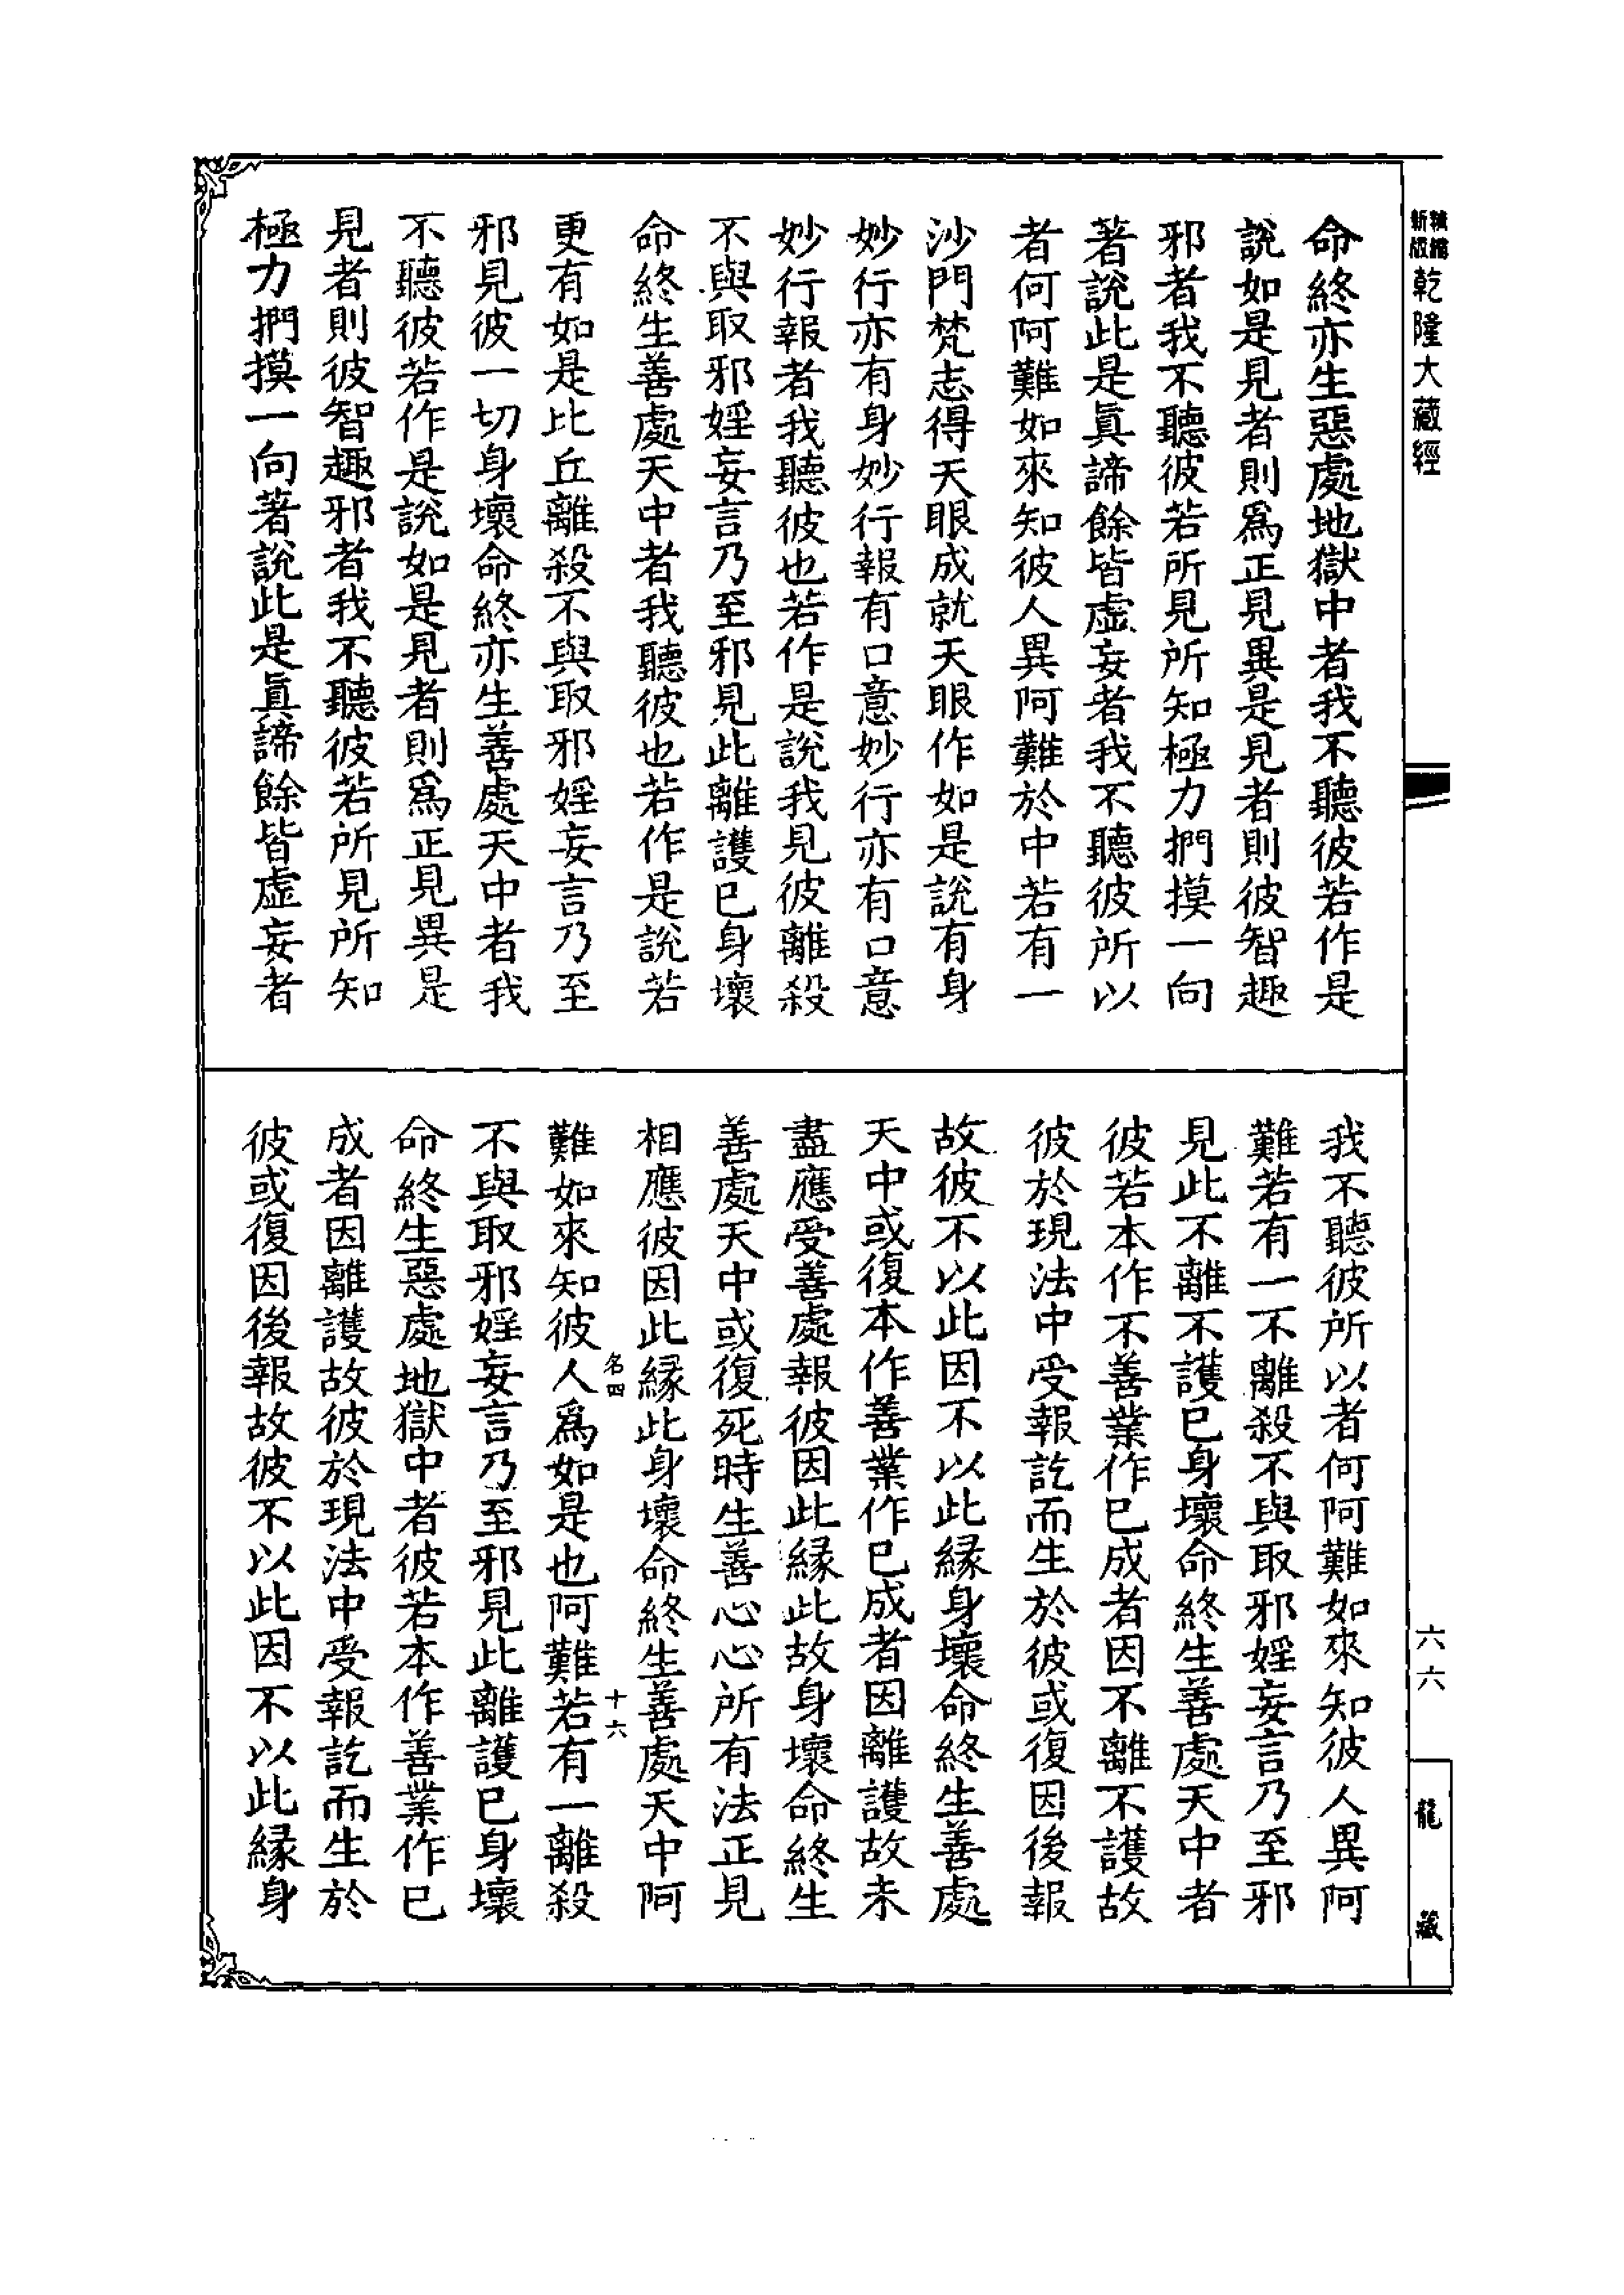 新版
精縮
乾隆大藏經
命終亦生惡處地獄中者我不聽彼若作是
說如是見者則爲正見異是見者則彼智趣
邪者我不聽彼若所見所知極力捫摸一向
著說此是眞諦餘皆虛妄者我不聽彼所以
者何阿難如來知彼人異阿難於中若有一
沙門梵志得天眼成就天眼作如是說有身
妙行亦有身妙行報有口意妙行亦有口意
妙行報者我聽彼也若作是說我見彼離殺
不與取邪婬妄言乃至邪見此離護已身壞
命終生善處天中者我聽彼也若作是說若
更有如是比丘離殺不與取邪婬妄言乃至
邪見彼一切身壞命終亦生善處天中者我
不聽彼若作是說如是見者則爲正見異是
見者則彼智趣邪者我不聽彼若所見所知
極力捫摸一向著說此是眞諦餘皆虛妄者
我不聽彼所以者何阿難如來知彼人異阿
難若有一不離殺不與取邪婬妄言乃至邪
見此不離不護已身壞命終生善處天中者
彼若本作不善業作已成者因不離不護故
彼於現法中受報訖而生於彼或復因後報
故彼不以此因不以此緣身壞命終生善處
天中或復本作善業作已成者因離護故未
盡應受善處報彼因此緣此故身壞命終生
善處天中或復死時生善心心所有法正見
相應彼因此緣此身壞命終生善處天中阿
名四
十六
難如來知彼人爲如是也阿難若有一離殺
不與取邪婬妄言乃至邪見此離護已身壞
命終生惡處地獄中者彼若本作善業作已
成者因離護故彼於現法中受報訖而生於
彼或復因後報故彼不以此因不以此緣身
六六
龍藏